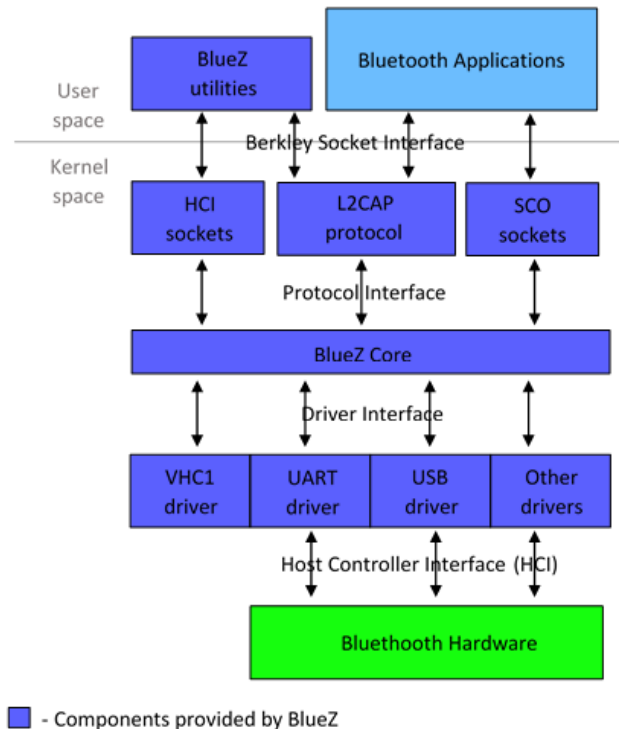 BlueZ
utilities
Bluetooth Applications
User
space
Berkley Socket Interface
Kernel
space
HCI
sockets
L2CAP
protocol
SCO
sockets
Protocol Interface
BlueZ Core
Driver Interface
VHC1
driver
UART
driver
USB
driver
Other
drivers
Host Controller Interface (HCI)
Bluethooth Hardware
- Components provided by BlueZ